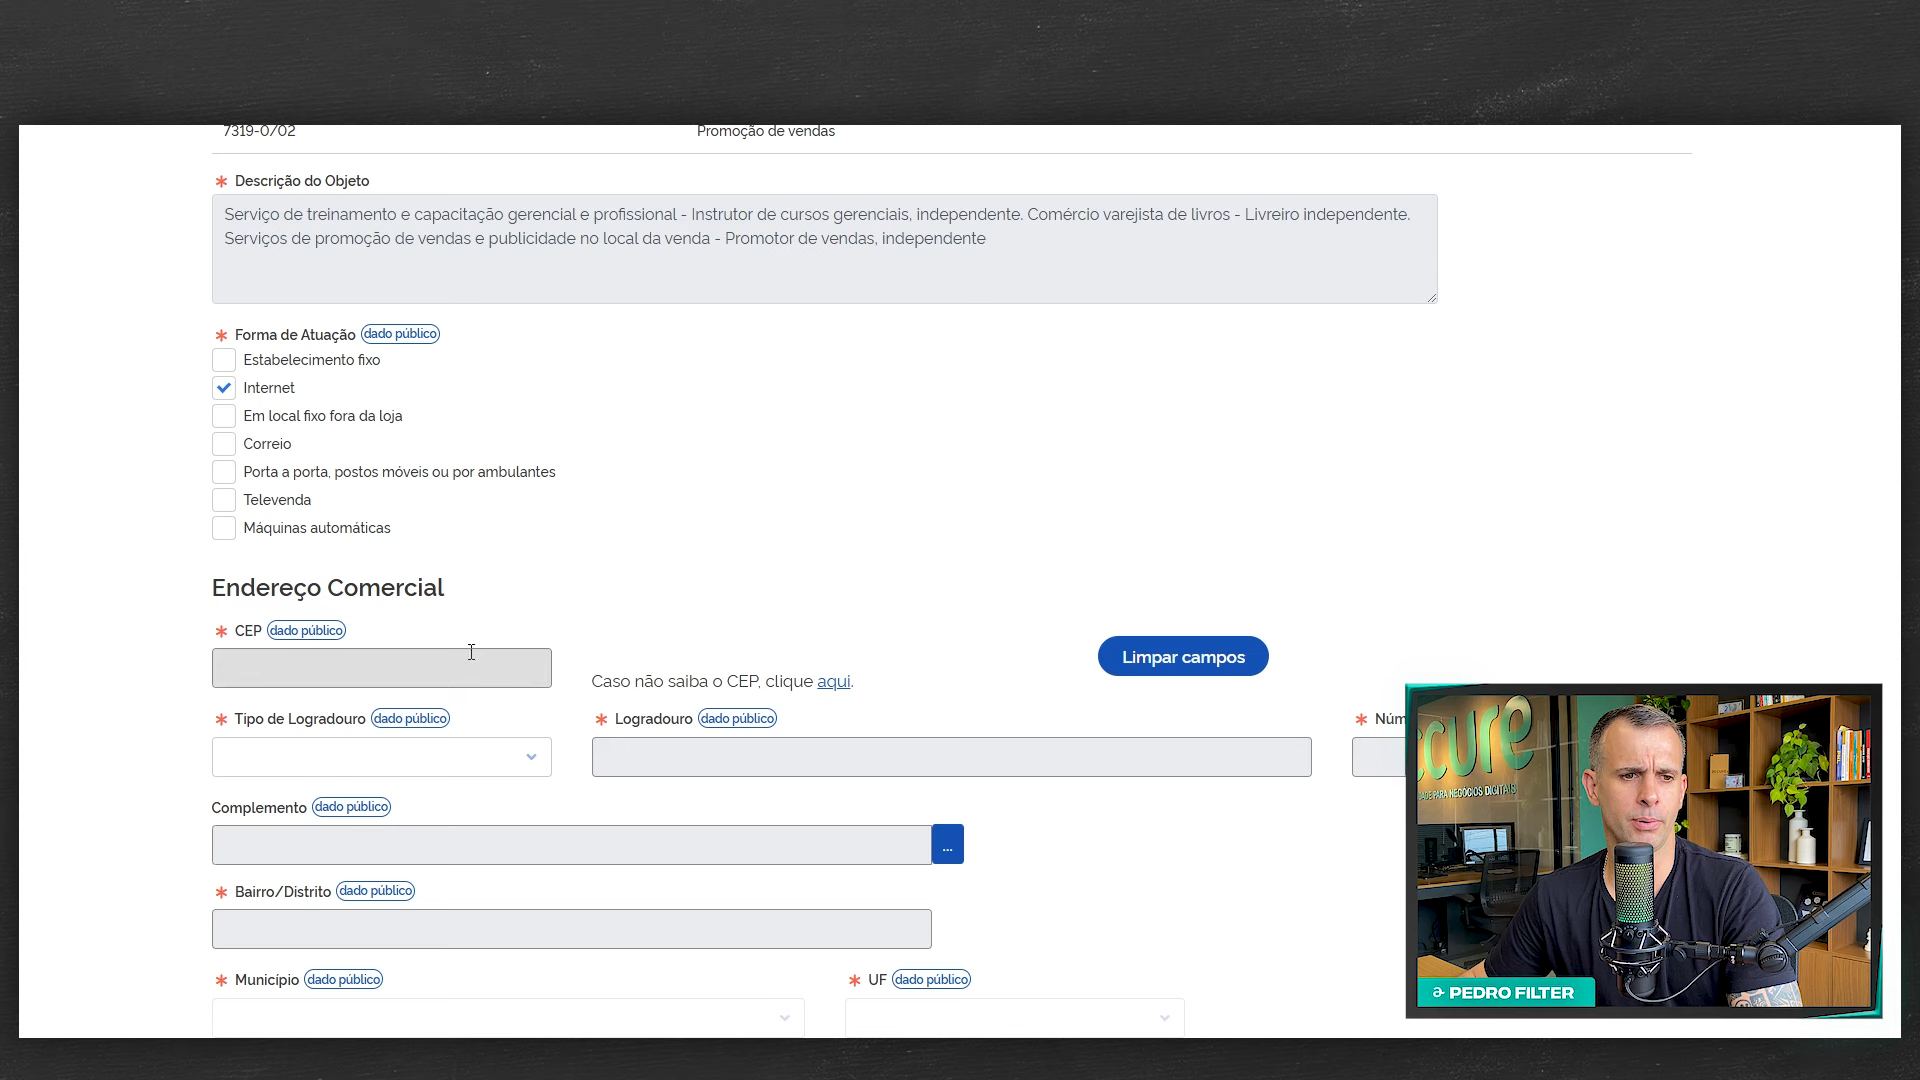 7319-0/02 Promoção de vendas
* Descrição do Objeto
Serviço de treinamento e capacitação gerencial e profissional - Instrutor de cursos gerenciais, independente. Comércio varejista de livros - Livreiro independente.
Serviços de promoção de vendas e publicidade no local da venda - Promotor de vendas, independente
* Forma de Atuação dado público
Estabelecimento fixo
Internet
Em local fixo fora da loja
Correio
Porta a porta, postos móveis ou por ambulantes
Televenda
Máquinas automáticas
Endereço Comercial
* CEP dado público
Limpar campos
Caso não saiba o CEP, clique aqui.
* Tipo de Logradouro dado público * Logradouro dado público * Núm
Complemento dado público
...
* Bairro/Distrito dado público
* Município dado público * UF dado público
ccure
DADE PARA NEGÓCIOS DIGITAIS
PEDRO FILTER